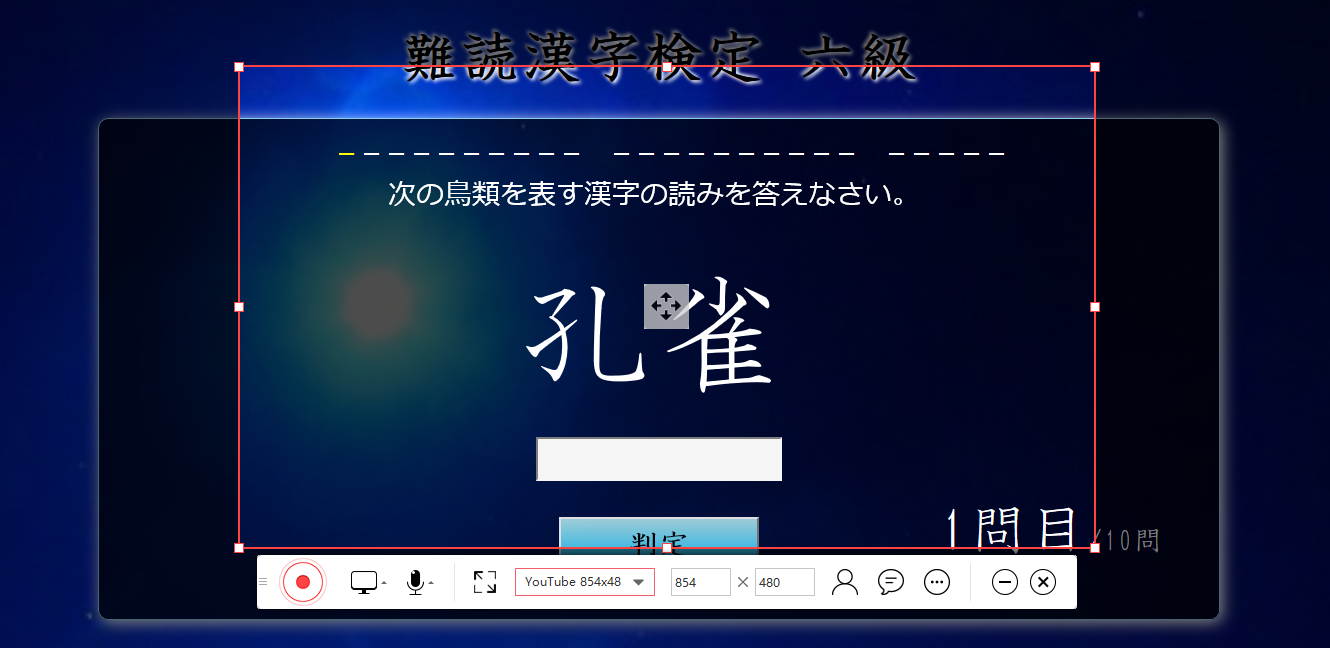 難読漢字検定 六級
次の鳥類を表す漢字の読みを答えなさい。
孔雀
判定
1問目/10問
YouTube 854x48
854
480